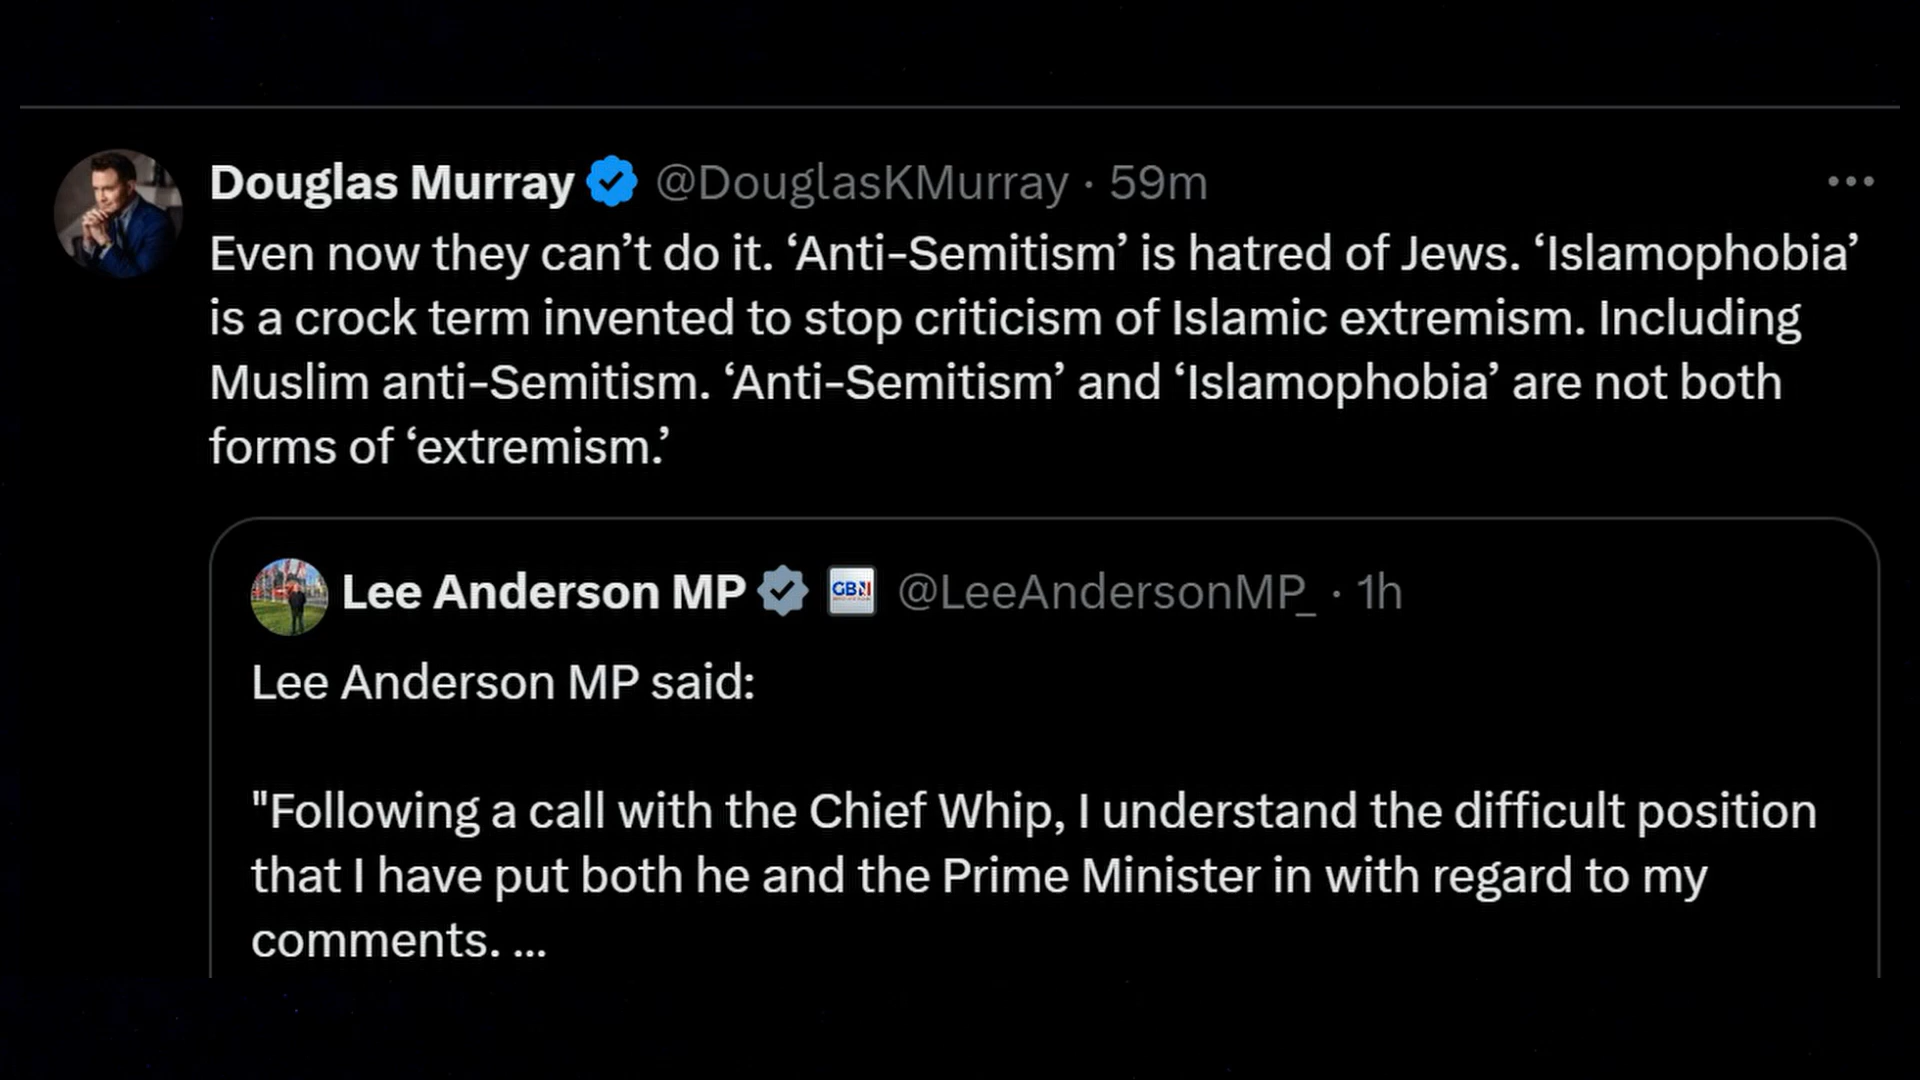 Douglas Murray @DouglasKMurray · 59m
Even now they can’t do it. ‘Anti-Semitism’ is hatred of Jews. ‘Islamophobia’
is a crock term invented to stop criticism of Islamic extremism. Including
Muslim anti-Semitism. ‘Anti-Semitism’ and ‘Islamophobia’ are not both
forms of ‘extremism.’
Lee Anderson MP GBN @LeeAndersonMP_ · 1h
Lee Anderson MP said:
"Following a call with the Chief Whip, I understand the difficult position
that I have put both he and the Prime Minister in with regard to my
comments. ...